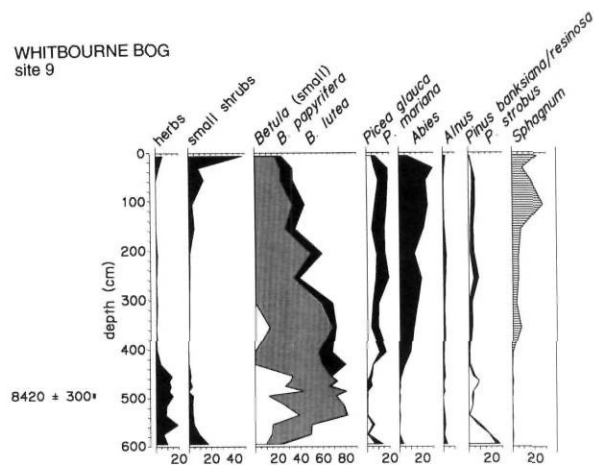 WHITBOURNE BOG
site 9
herbs
small shrubs
Betula (small)
B. papyrifera
B. lutea
Picea glauca
P. mariana
Abies
Alnus
Pinus banksiana/resinosa
P. strobus
Sphagnum
depth (cm)
0
100
200
300
400
500
600
8420 ± 300
20 20 40 20 40 60 80 20 20 20 20